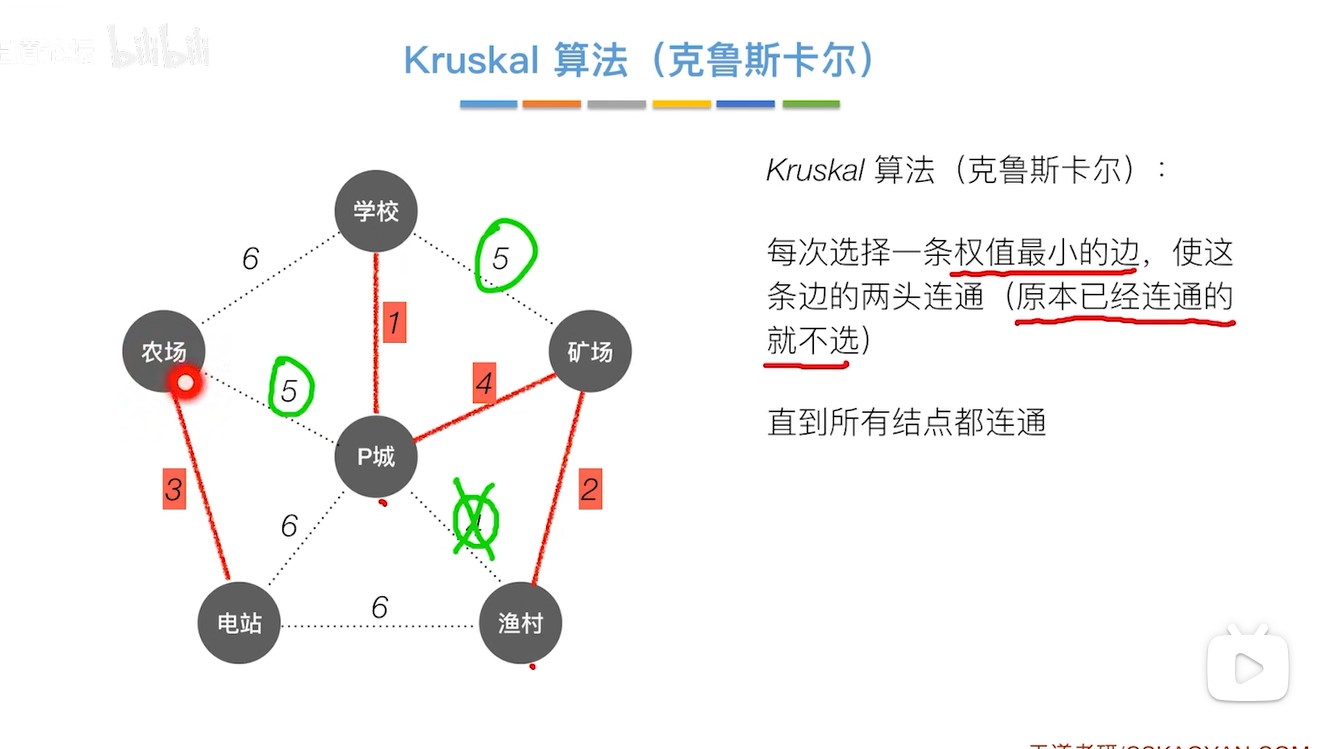 bilibili
Kruskal 算法（克鲁斯卡尔）
Kruskal 算法（克鲁斯卡尔）：
每次选择一条权值最小的边，使这
条边的两头连通（原本已经连通的
就不选）
直到所有结点都连通
学校
6
5
1
农场
矿场
4
5
P城
3
2
6
6
电站
渔村